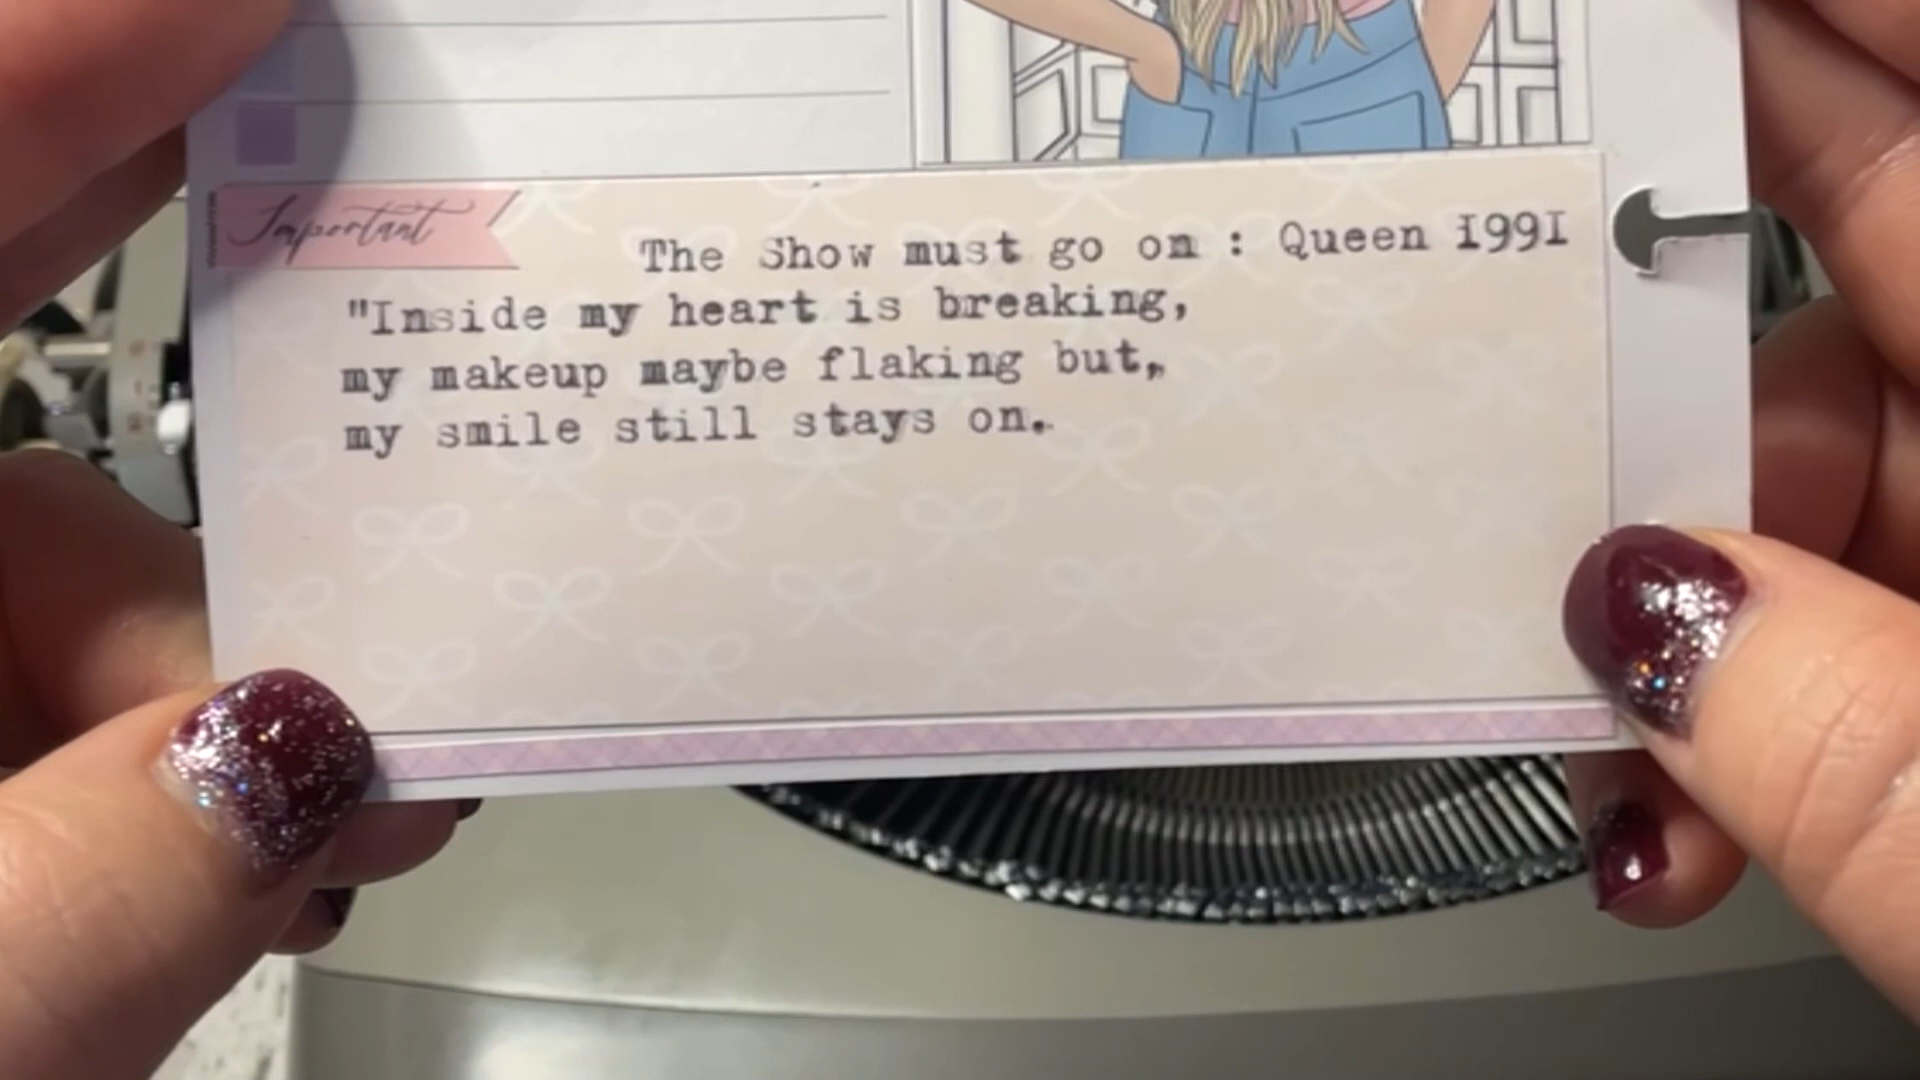 Important
The Show must go on : Queen I99I
"Inside my heart is breaking,
my makeup maybe flaking but,
my smile still stays on.